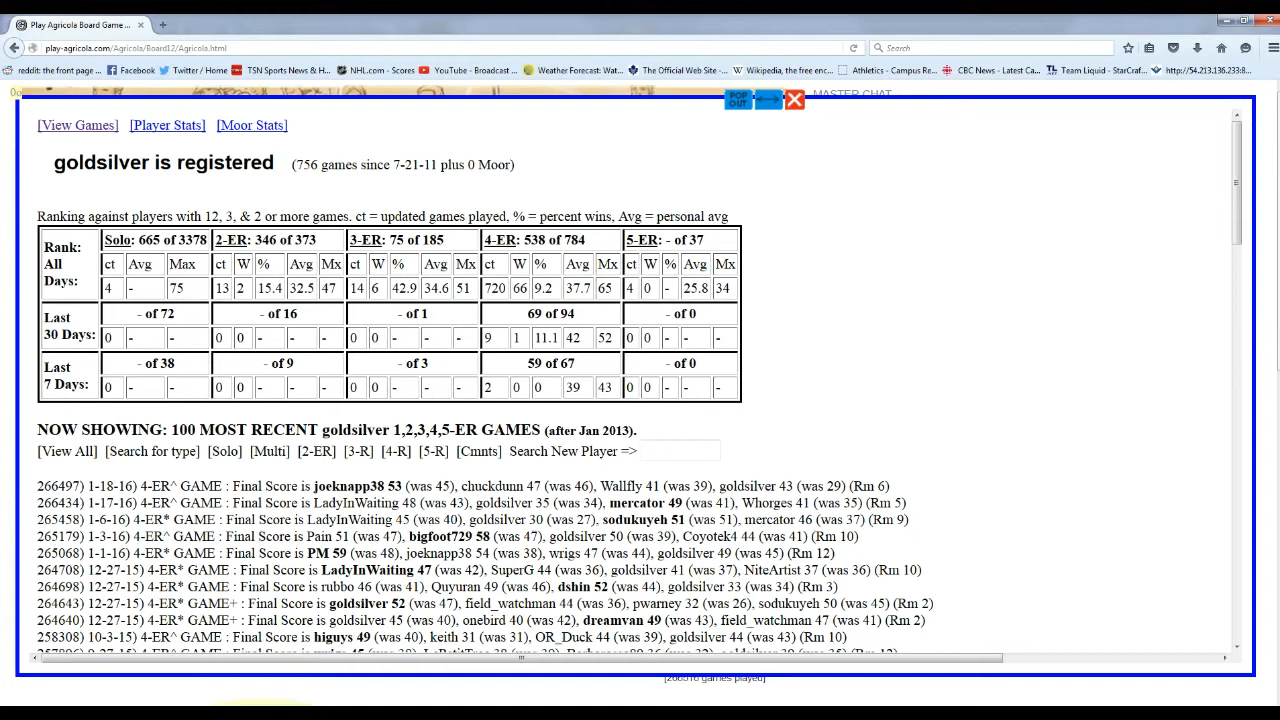 Play Agricola Board Game ...
play-agricola.com/Agricola/Board12/Agricola.html
Search
reddit: the front page ... Facebook Twitter / Home TSN Sports News & H... NHL.com - Scores YouTube - Broadcast ... Weather Forecast: Wat... The Official Web Site -... Wikipedia, the free enc... Athletics - Campus Re... CBC News - Latest Ca... Team Liquid - StarCraf... http://54.213.136.233:8...
MASTER CHAT
POP OUT
[View Games] [Player Stats] [Moor Stats]
goldsilver is registered (756 games since 7-21-11 plus 0 Moor)
Ranking against players with 12, 3, & 2 or more games. ct = updated games played, % = percent wins, Avg = personal avg
Rank: All Days: Solo: 665 of 3378 2-ER: 346 of 373 3-ER: 75 of 185 4-ER: 538 of 784 5-ER: - of 37
ct Avg Max ct W % Avg Mx ct W % Avg Mx ct W % Avg Mx ct W % Avg Mx
4 - 75 13 2 15.4 32.5 47 14 6 42.9 34.6 51 720 66 9.2 37.7 65 4 0 - 25.8 34
Last 30 Days: - of 72 - of 16 - of 1 69 of 94 - of 0
0 - - 0 0 - - - 0 0 - - - 9 1 11.1 42 52 0 0 - - -
Last 7 Days: - of 38 - of 9 - of 3 59 of 67 - of 0
0 - - 0 0 - - - 0 0 - - - 2 0 0 39 43 0 0 - - -
NOW SHOWING: 100 MOST RECENT goldsilver 1,2,3,4,5-ER GAMES (after Jan 2013).
[View All] [Search for type] [Solo] [Multi] [2-ER] [3-R] [4-R] [5-R] [Cmnts] Search New Player =>
266497) 1-18-16) 4-ER^ GAME : Final Score is joeknapp38 53 (was 45), chuckdunn 47 (was 46), Wallfly 41 (was 39), goldsilver 43 (was 29) (Rm 6)
266434) 1-17-16) 4-ER^ GAME : Final Score is LadyInWaiting 48 (was 43), goldsilver 35 (was 34), mercator 49 (was 41), Whorges 41 (was 35) (Rm 5)
265458) 1-6-16) 4-ER* GAME : Final Score is LadyInWaiting 45 (was 40), goldsilver 30 (was 27), sodukuyeh 51 (was 51), mercator 46 (was 37) (Rm 9)
265179) 1-3-16) 4-ER^ GAME : Final Score is Pain 51 (was 47), bigfoot729 58 (was 47), goldsilver 50 (was 39), Coyotek4 44 (was 41) (Rm 10)
265068) 1-1-16) 4-ER* GAME : Final Score is PM 59 (was 48), joeknapp38 54 (was 38), wrigs 47 (was 44), goldsilver 49 (was 45) (Rm 12)
264708) 12-27-15) 4-ER* GAME : Final Score is LadyInWaiting 47 (was 42), SuperG 44 (was 36), goldsilver 41 (was 37), NiteArtist 37 (was 36) (Rm 10)
264698) 12-27-15) 4-ER* GAME : Final Score is rubbo 46 (was 41), Quyuran 49 (was 46), dshin 52 (was 44), goldsilver 33 (was 34) (Rm 3)
264643) 12-27-15) 4-ER* GAME+ : Final Score is goldsilver 52 (was 47), field_watchman 44 (was 36), pwarney 32 (was 26), sodukuyeh 50 (was 45) (Rm 2)
264640) 12-27-15) 4-ER* GAME+ : Final Score is goldsilver 45 (was 40), onebird 40 (was 42), dreamvan 49 (was 43), field_watchman 47 (was 41) (Rm 2)
258308) 10-3-15) 4-ER^ GAME : Final Score is higuys 49 (was 40), keith 31 (was 31), OR_Duck 44 (was 39), goldsilver 44 (was 43) (Rm 10)